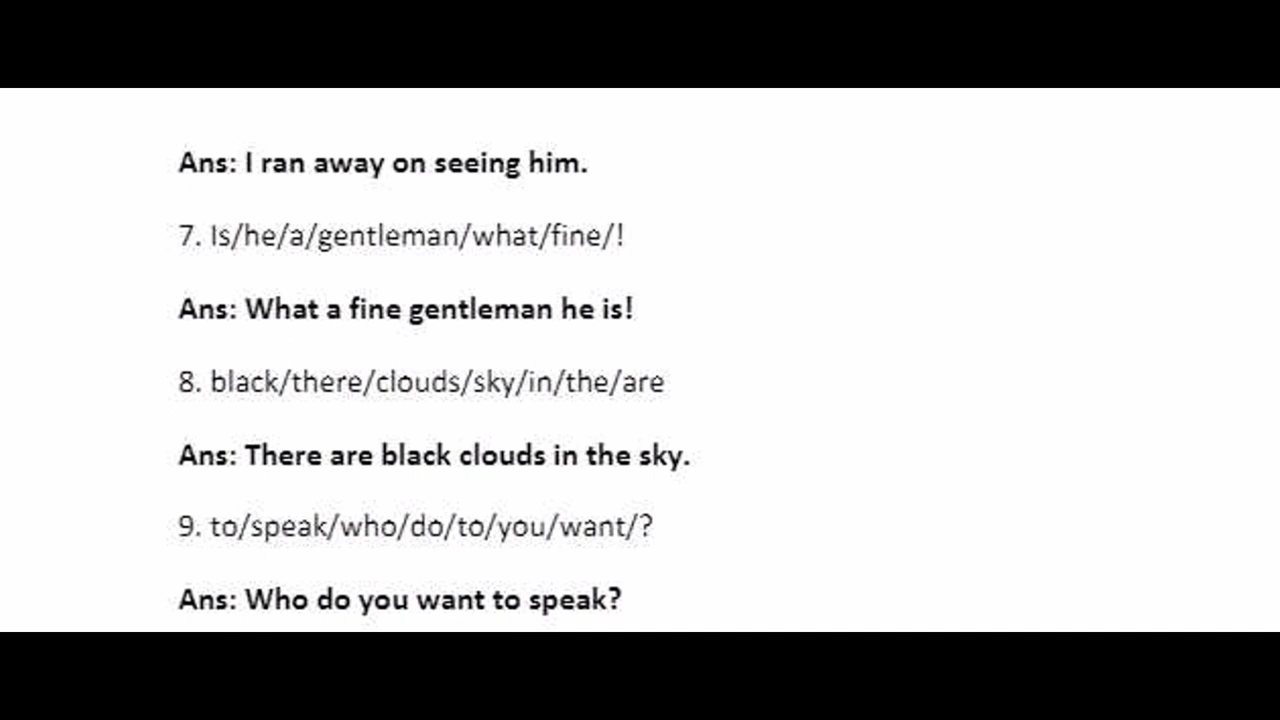 Ans: I ran away on seeing him.
7. Is/he/a/gentleman/what/fine/!
Ans: What a fine gentleman he is!
8. black/there/clouds/sky/in/the/are
Ans: There are black clouds in the sky.
9. to/speak/who/do/to/you/want/?
Ans: Who do you want to speak?